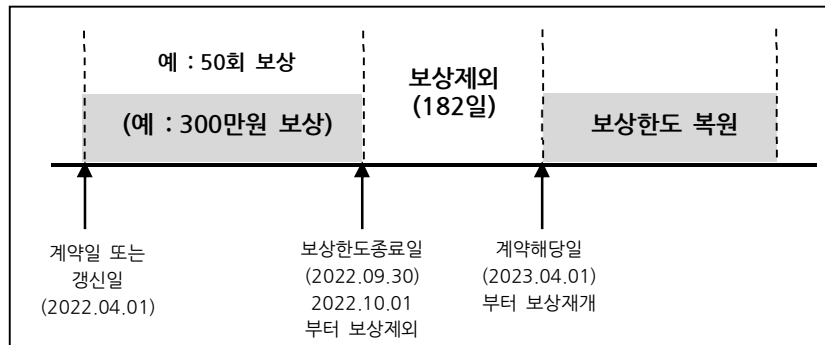 예 : 50회 보상
(예 : 300만원 보상)
보상제외
(182일)
보상한도 복원
계약일 또는
갱신일
(2022.04.01)
보상한도종료일
(2022.09.30)
2022.10.01
부터 보상제외
계약해당일
(2023.04.01)
부터 보상재개